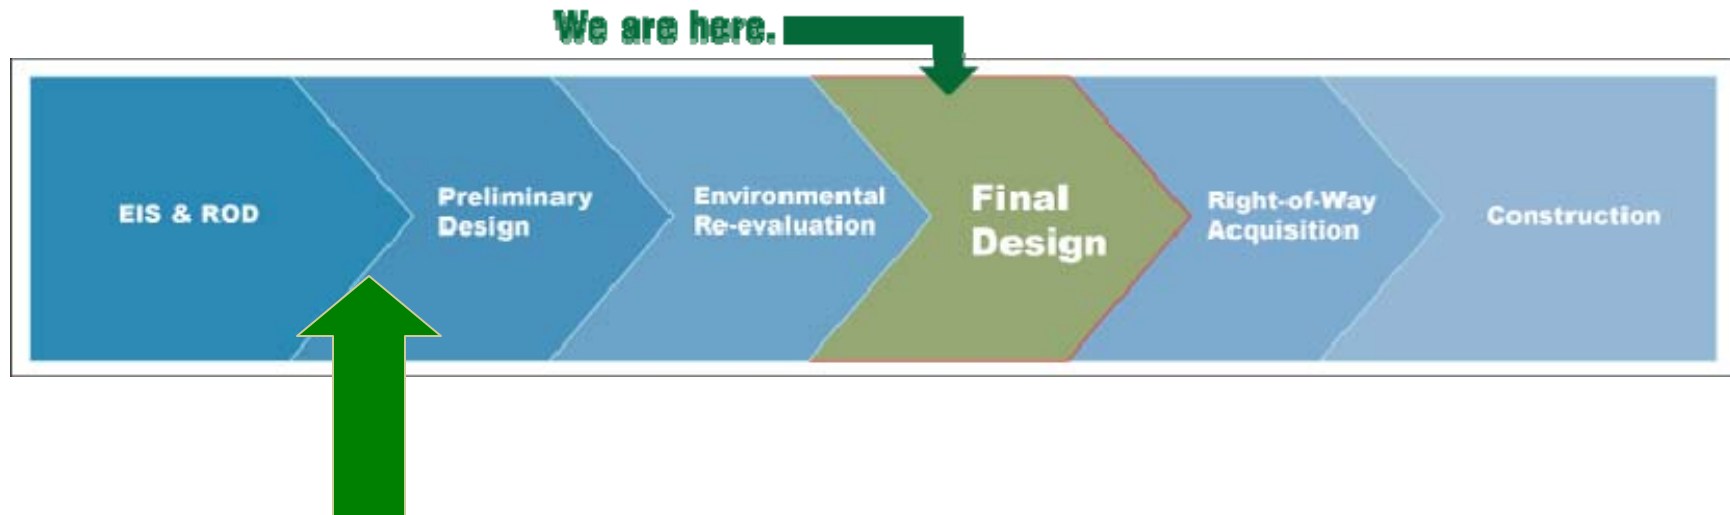 We are here.
EIS & ROD
Preliminary
Design
Environmental
Re-evaluation
Final
Design
Right-of-Way
Acquisition
Construction